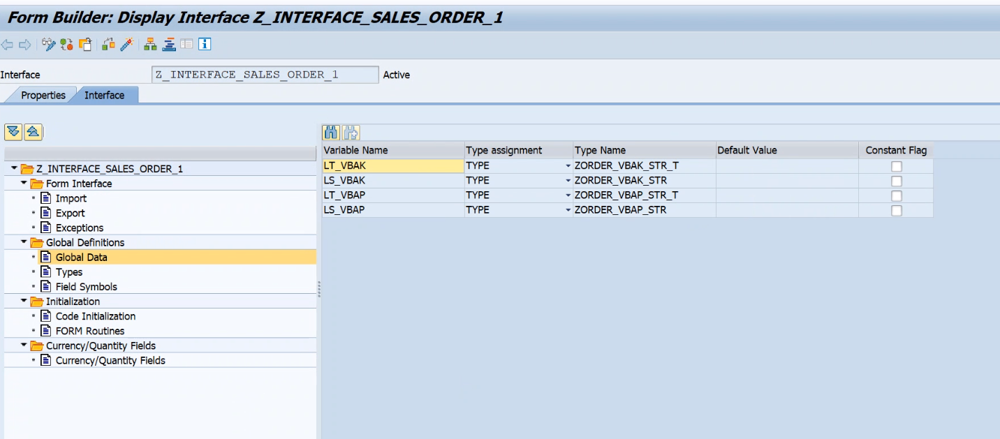 Form Builder: Display Interface Z_INTERFACE_SALES_ORDER_1
Interface Z_INTERFACE_SALES_ORDER_1 Active
Properties Interface
Variable Name Type assignment Type Name Default Value Constant Flag
LT_VBAK TYPE ZORDER_VBAK_STR_T
LS_VBAK TYPE ZORDER_VBAK_STR
LT_VBAP TYPE ZORDER_VBAP_STR_T
LS_VBAP TYPE ZORDER_VBAP_STR
Z_INTERFACE_SALES_ORDER_1
Form Interface
Import
Export
Exceptions
Global Definitions
Global Data
Types
Field Symbols
Initialization
Code Initialization
FORM Routines
Currency/Quantity Fields
Currency/Quantity Fields